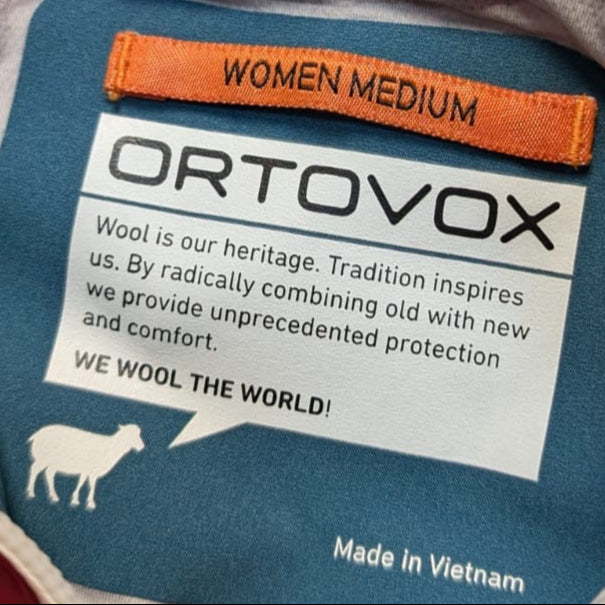 WOMEN MEDIUM
ORTOVOX
Wool is our heritage. Tradition inspires
us. By radically combining old with new
we provide unprecedented protection
and comfort.
WE WOOL THE WORLD!
Made in Vietnam